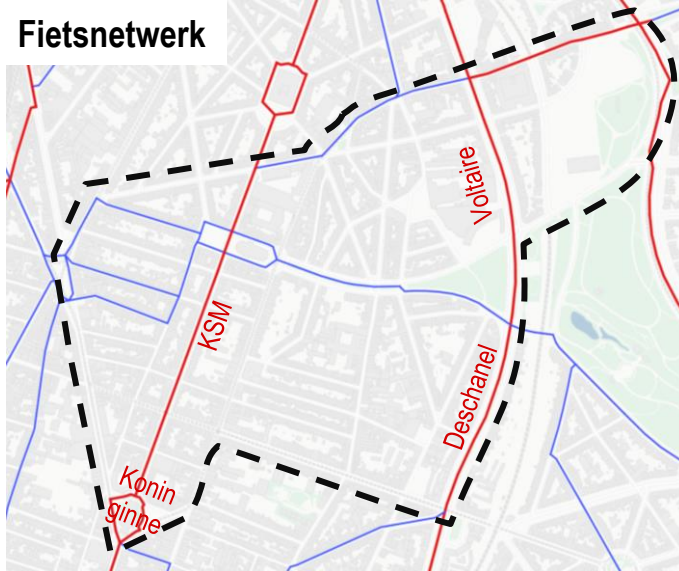 Fietsnetwerk
Voltaire
KSM
Deschanel
Konin
ginne